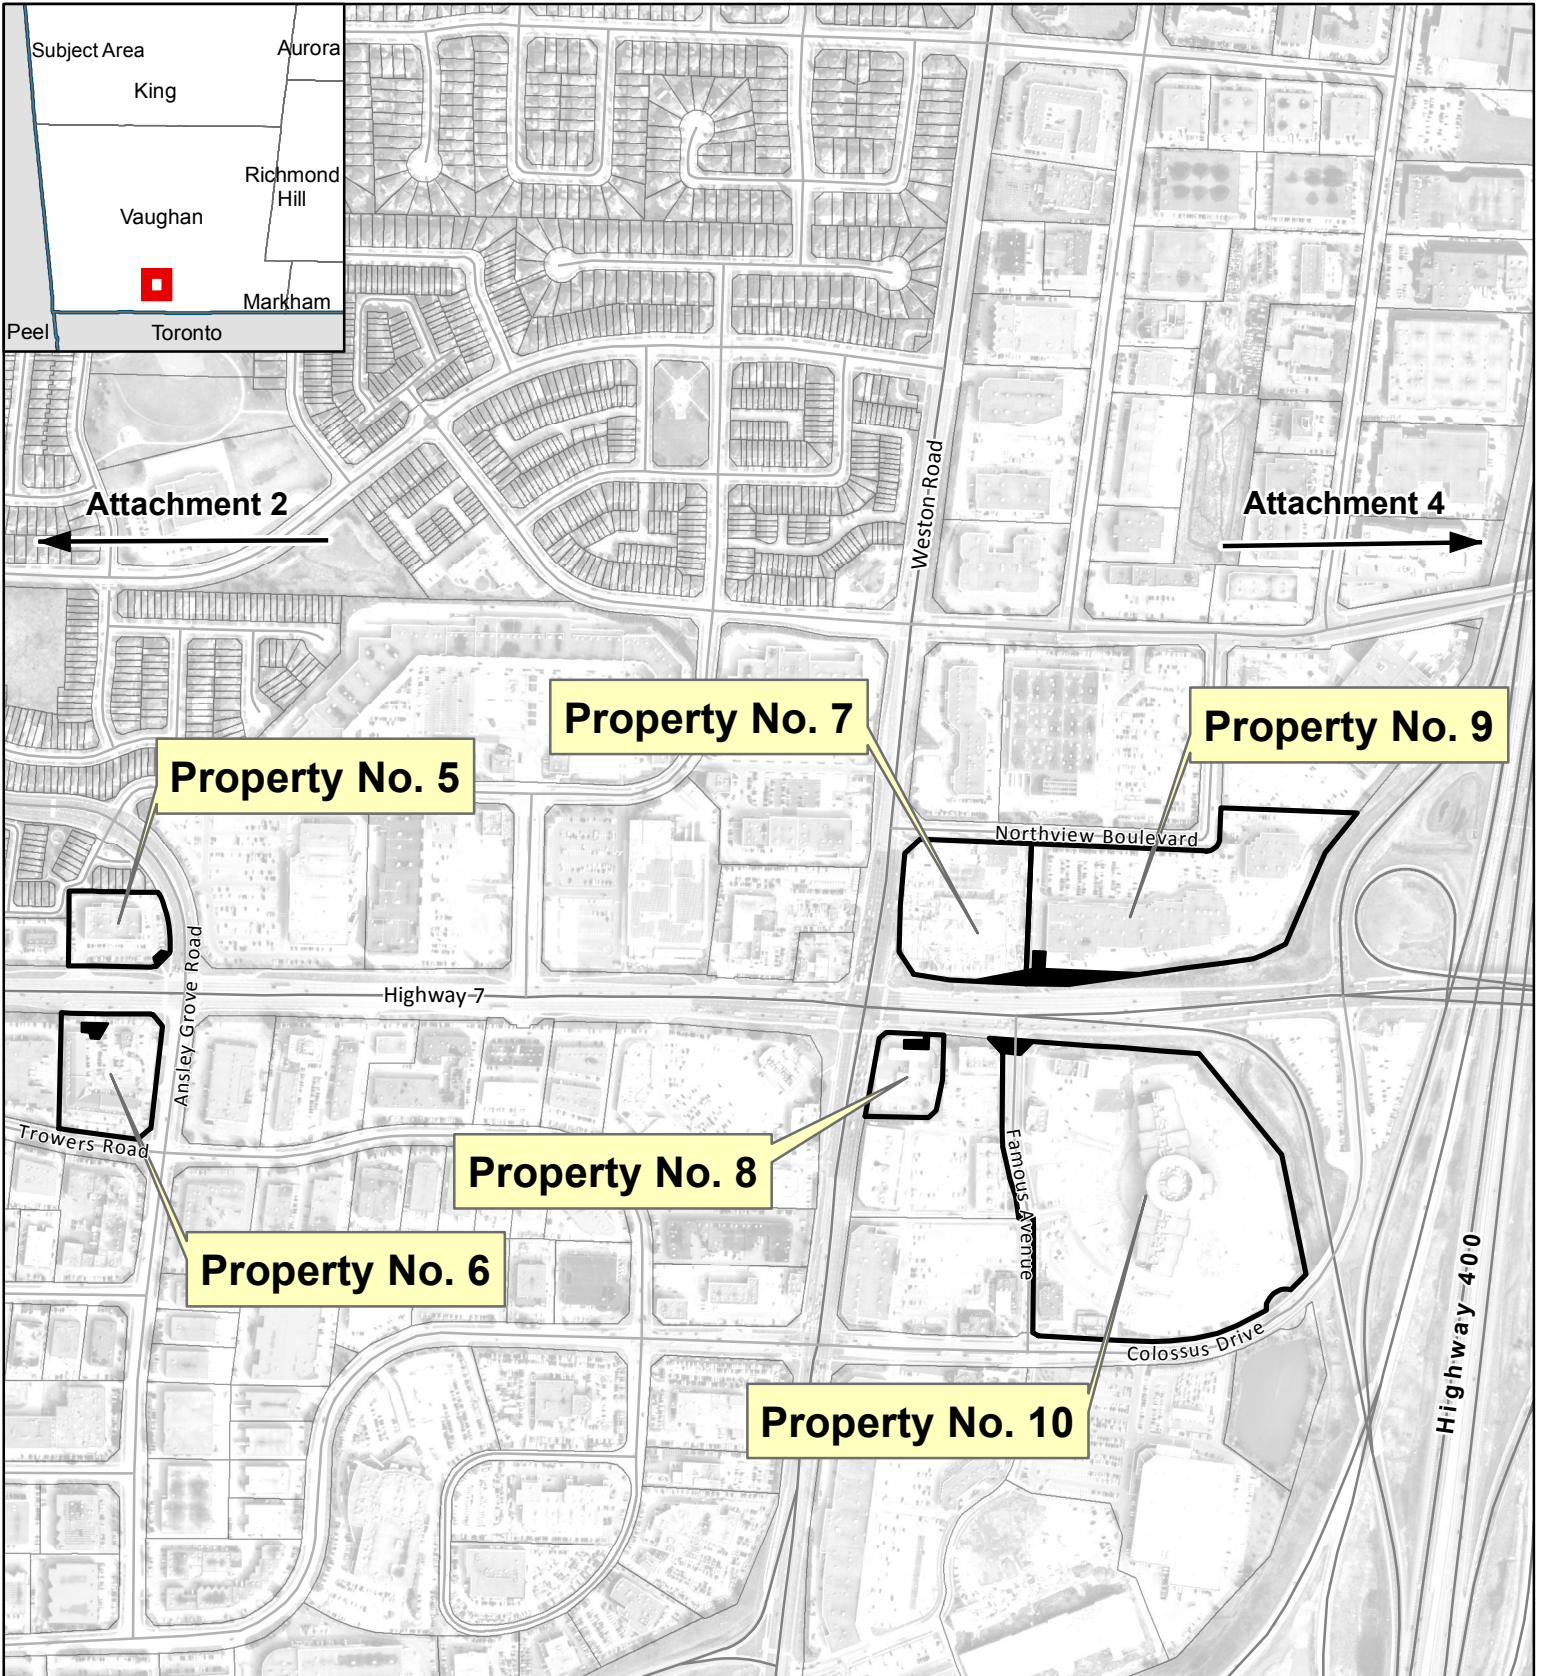 Subject Area
Aurora
King
Richmond
Hill
Vaughan
Markham
Peel
Toronto
Attachment 2
Weston Road
Attachment 4
Property No. 7
Property No. 9
Property No. 5
Northview Boulevard
Ansley Grove Road
Highway 7
Trowers Road
Property No. 8
Famous Avenue
Property No. 6
Highway 400
Colossus Drive
Property No. 10